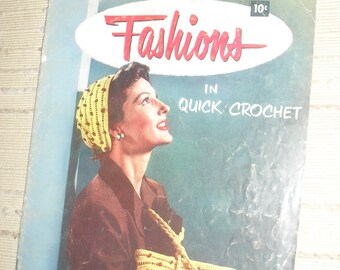 10¢
Fashions
IN
QUICK CROCHET